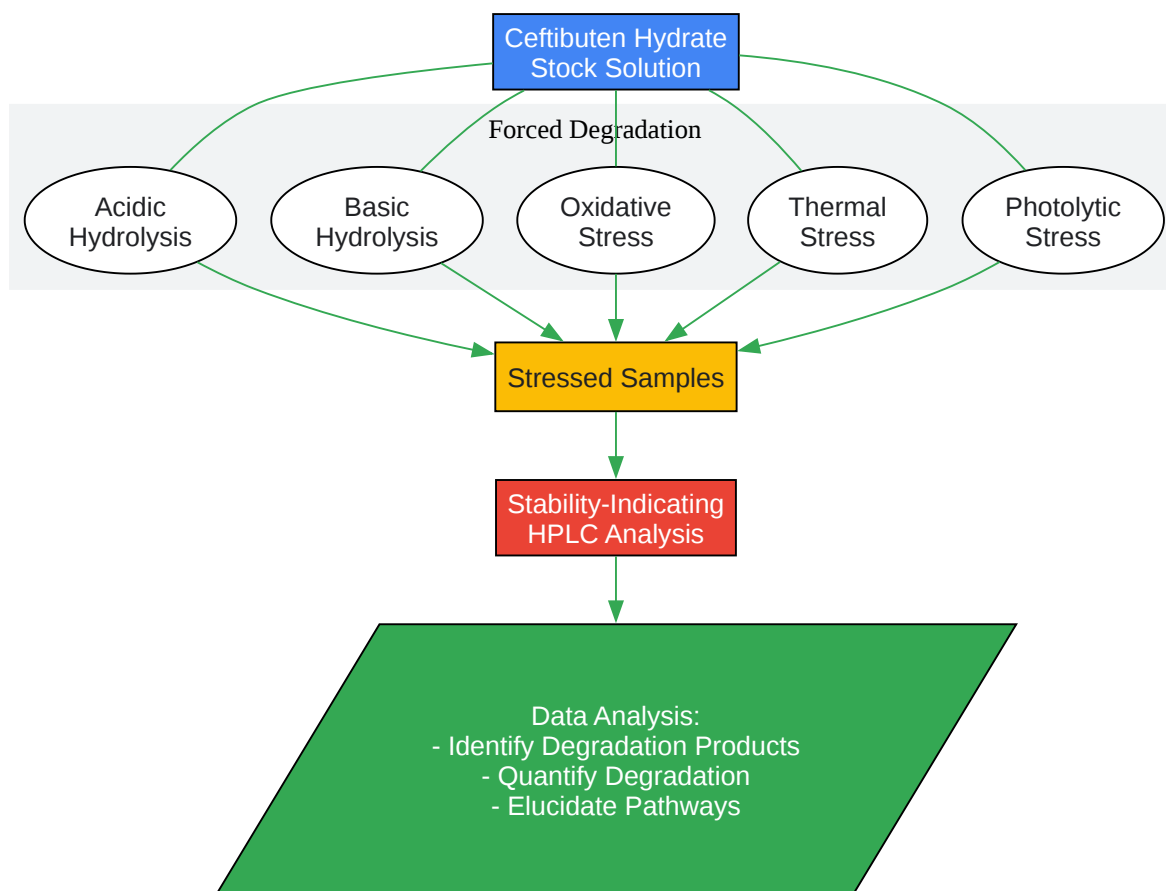 Ceftibuten Hydrate
Stock Solution
Forced Degradation
Acidic
Hydrolysis
Basic
Hydrolysis
Oxidative
Stress
Thermal
Stress
Photolytic
Stress
Stressed Samples
Stability-Indicating
HPLC Analysis
Data Analysis:
- Identify Degradation Products
- Quantify Degradation
- Elucidate Pathways